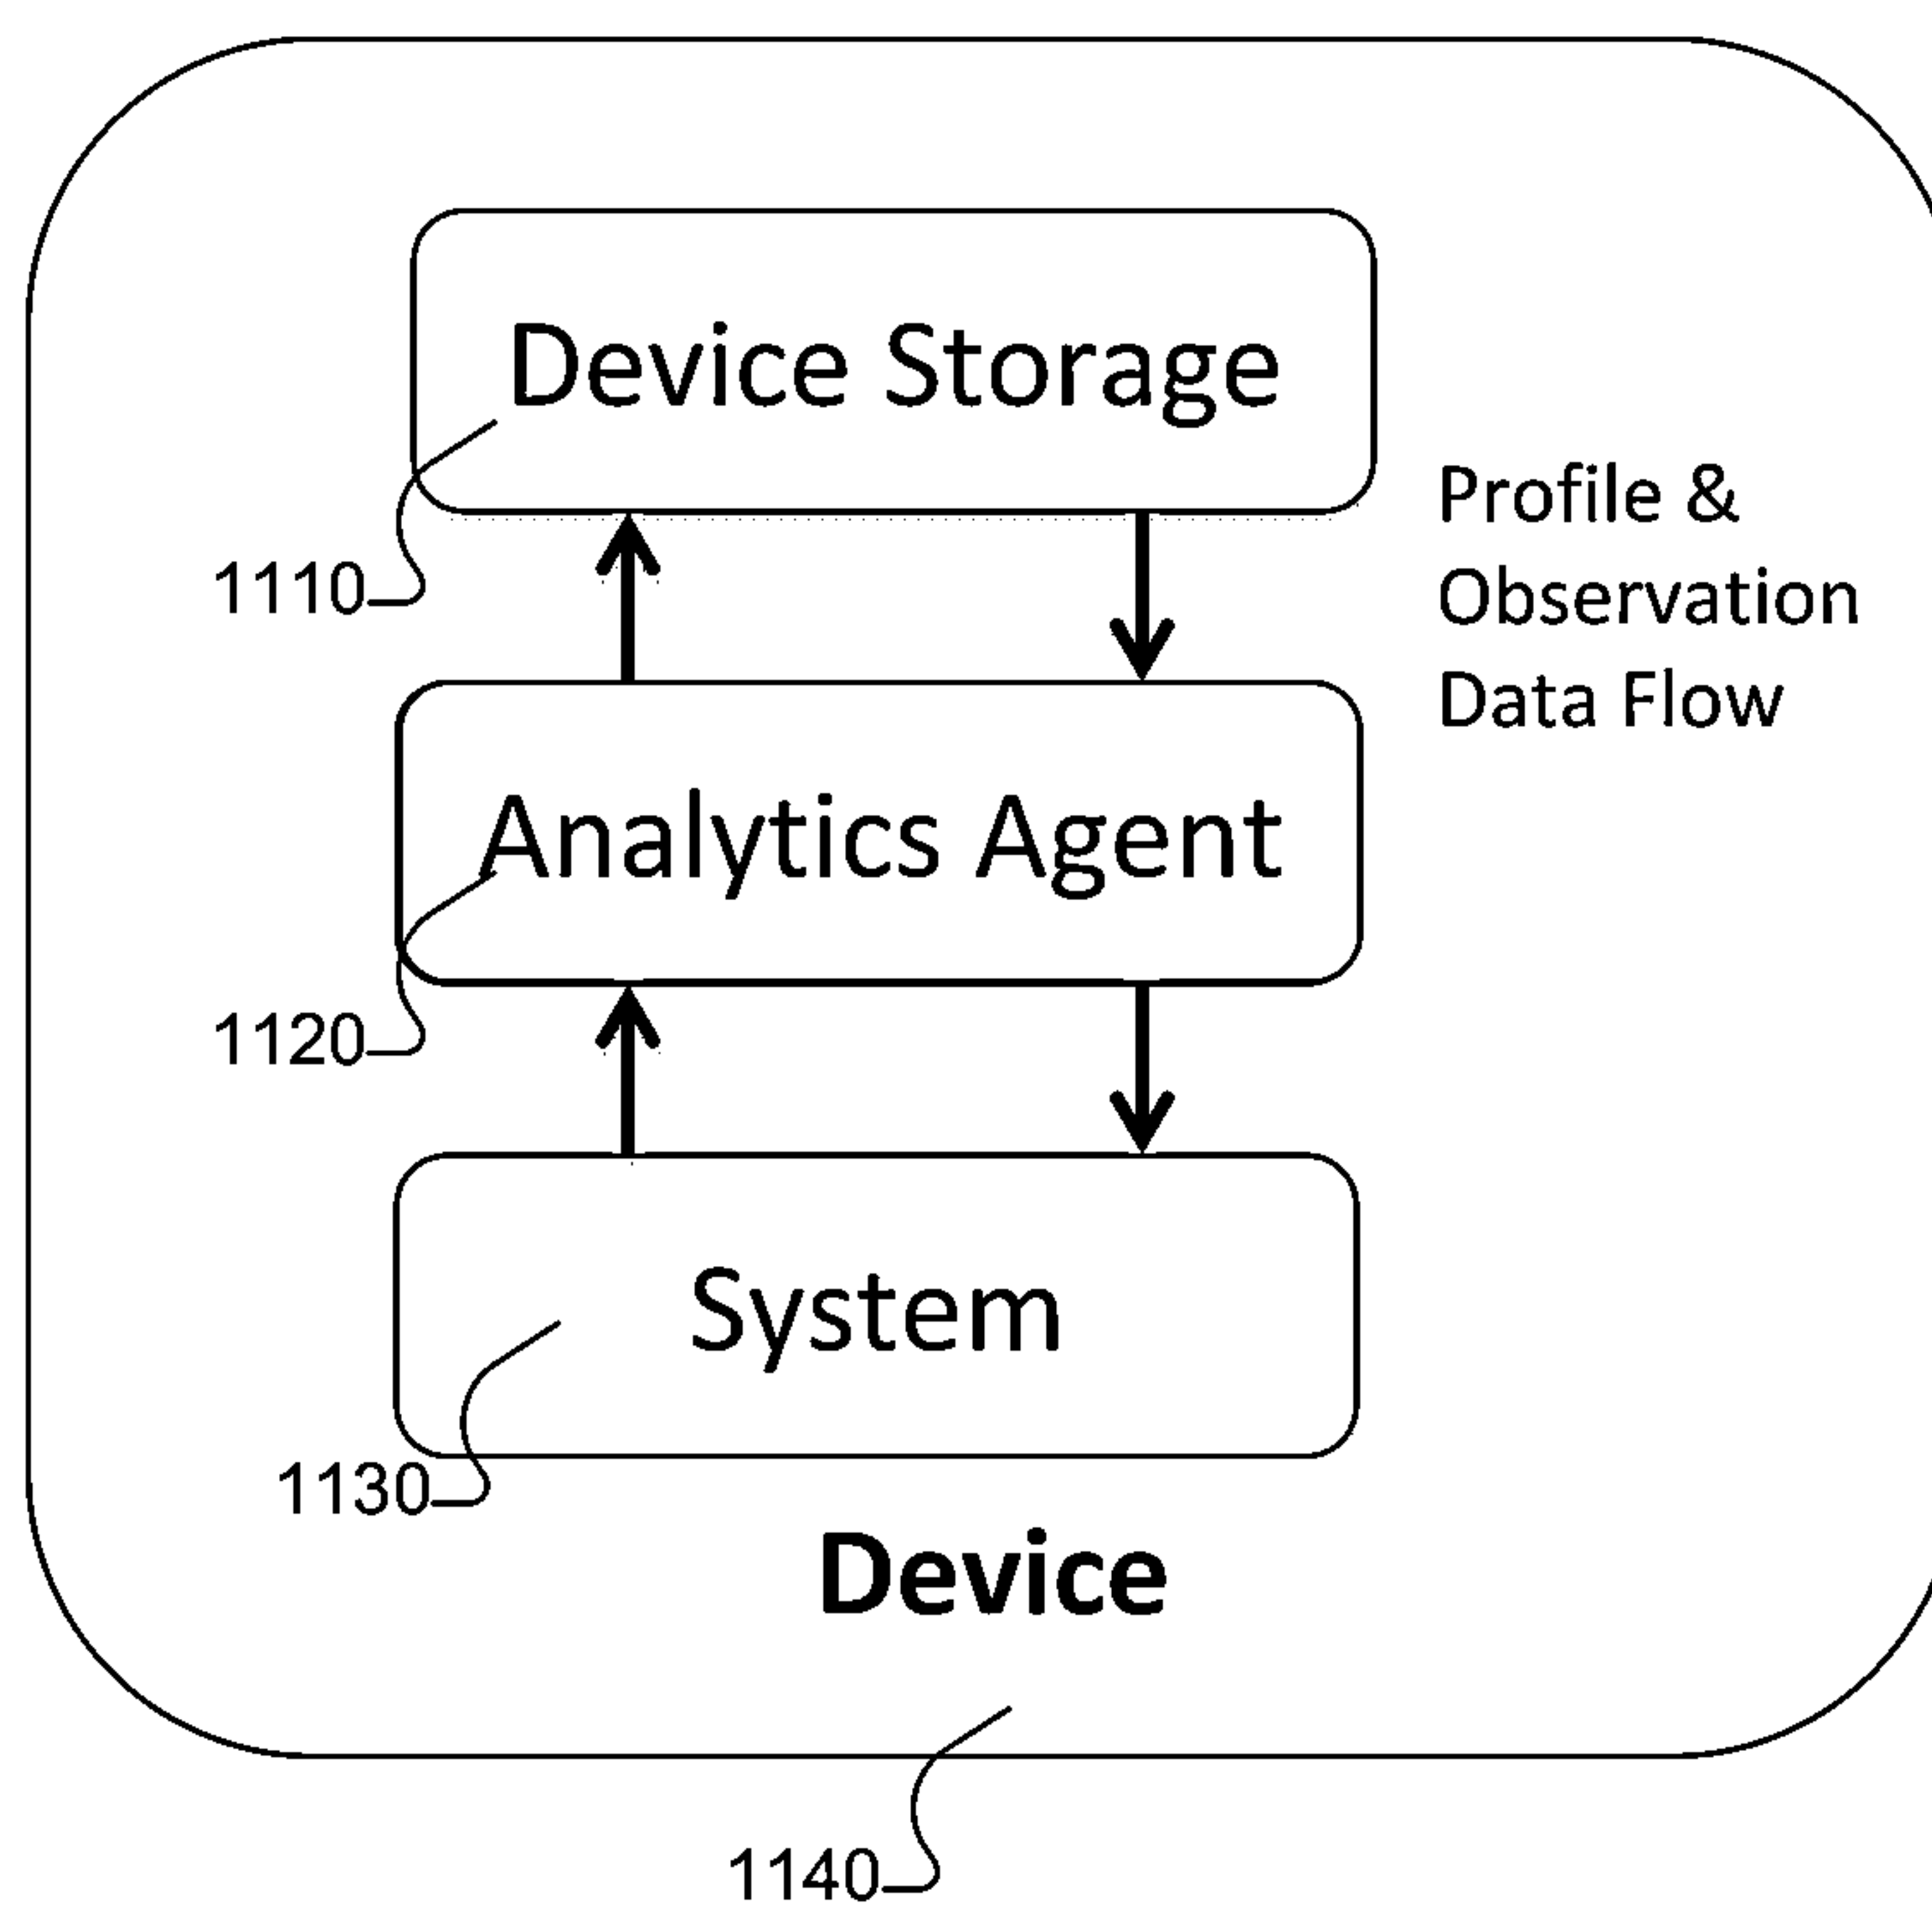 Device Storage
Profile &
Observation
Data Flow
1110
Analytics Agent
1120
System
1130
Device
1140